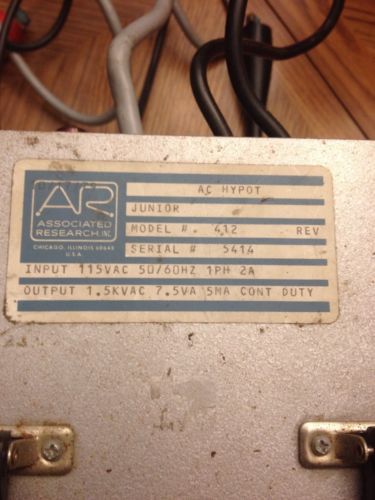 AR
ASSOCIATED
RESEARCH, INC.
CHICAGO, ILLINOIS 60645
U.S.A.
AC HYPOT
JUNIOR
MODEL #. 412 REV
SERIAL # 5414
INPUT 115VAC 50/60HZ 1PH 2A
OUTPUT 1.5KVAC 7.5VA 5MA CONT DUTY